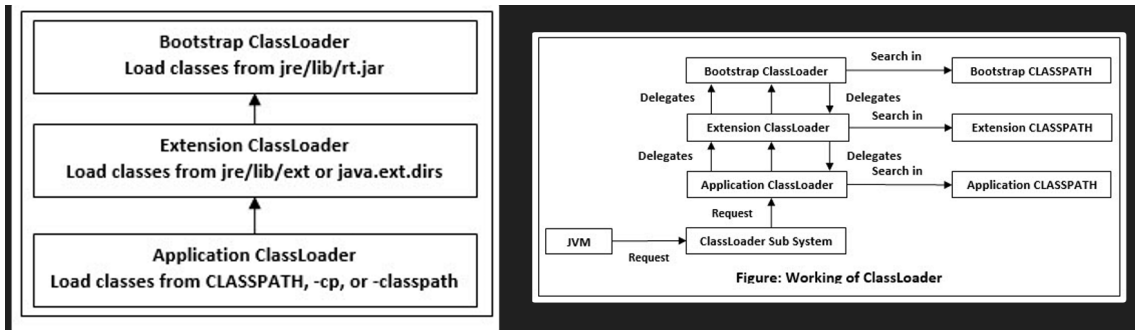 Bootstrap ClassLoader
Load classes from jre/lib/rt.jar
Extension ClassLoader
Load classes from jre/lib/ext or java.ext.dirs
Application ClassLoader
Load classes from CLASSPATH, -cp, or -classpath
Bootstrap ClassLoader
Search in
Bootstrap CLASSPATH
Delegates
Delegates
Extension ClassLoader
Search in
Extension CLASSPATH
Delegates
Delegates
Application ClassLoader
Search in
Application CLASSPATH
Request
JVM
Request
ClassLoader Sub System
Figure: Working of ClassLoader